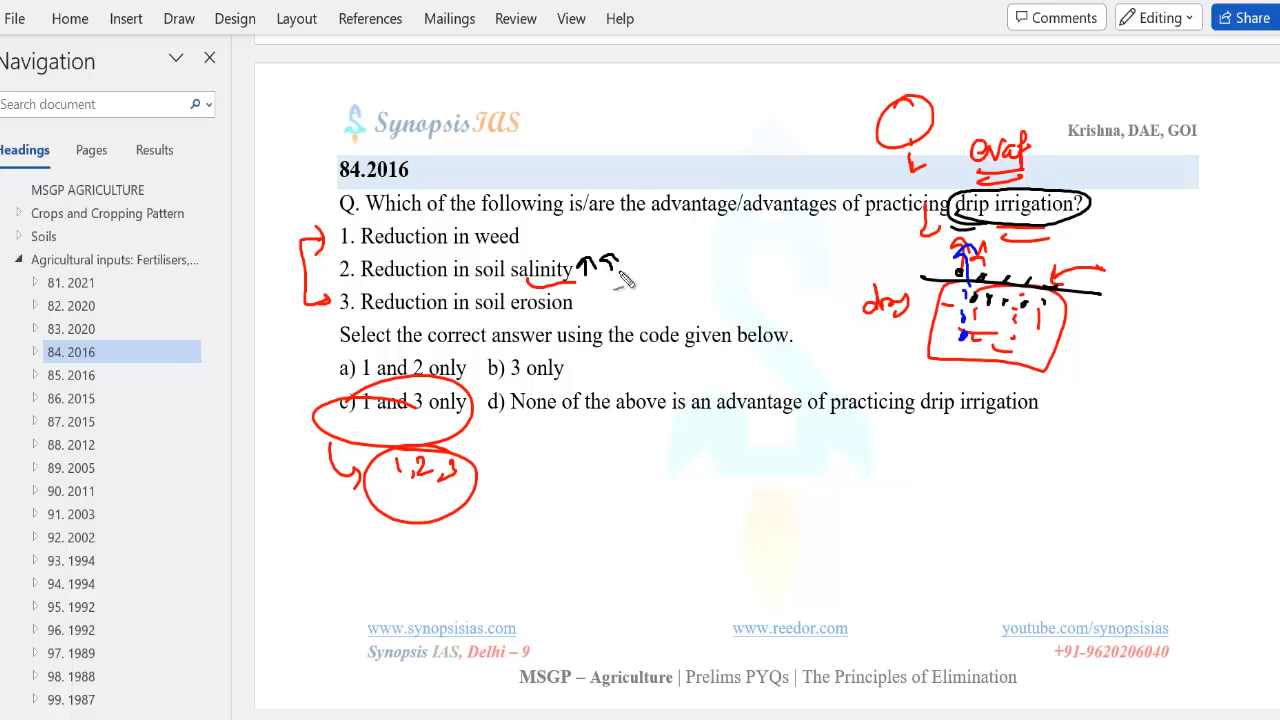 File Home Insert Draw Design Layout References Mailings Review View Help Comments Editing Share
Navigation
Search document
Headings Pages Results
MSGP AGRICULTURE
Crops and Cropping Pattern
Soils
Agricultural inputs: Fertilisers,...
81. 2021
82. 2020
83. 2020
84. 2016
85. 2016
86. 2015
87. 2015
88. 2012
89. 2005
90. 2011
91. 2003
92. 2002
93. 1994
94. 1994
95. 1992
96. 1992
97. 1989
98. 1988
99. 1987
SynopsisIAS
Krishna, DAE, GOI
evap
84.2016
Q. Which of the following is/are the advantage/advantages of practicing drip irrigation?
1. Reduction in weed
2. Reduction in soil salinity
3. Reduction in soil erosion
dry
Select the correct answer using the code given below.
a) 1 and 2 only b) 3 only
c) 1 and 3 only d) None of the above is an advantage of practicing drip irrigation
1,2,3
www.synopsisias.com www.reedor.com youtube.com/synopsisias
Synopsis IAS, Delhi – 9 +91-9620206040
MSGP – Agriculture | Prelims PYQs | The Principles of Elimination